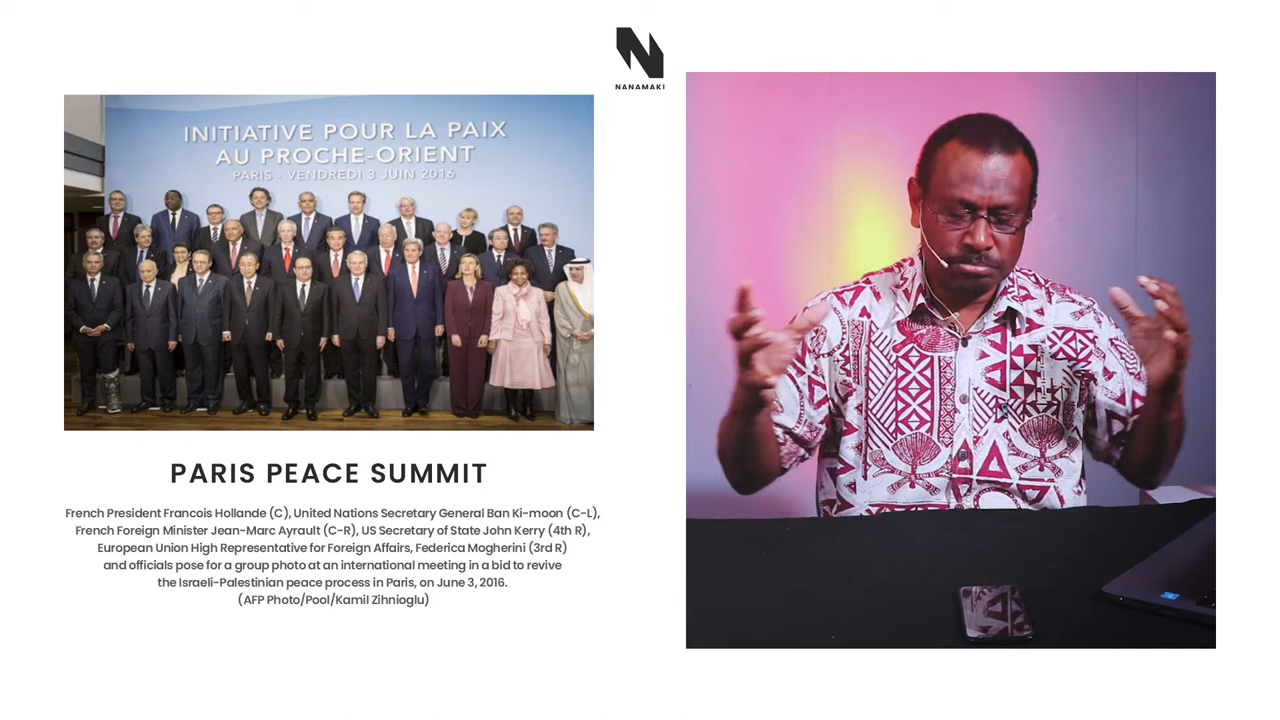 NANAMAKI
INITIATIVE POUR LA PAIX
AU PROCHE-ORIENT
PARIS - VENDREDI 3 JUIN 2016
PARIS PEACE SUMMIT
French President Francois Hollande (C), United Nations Secretary General Ban Ki-moon (C-L),
French Foreign Minister Jean-Marc Ayrault (C-R), US Secretary of State John Kerry (4th R),
European Union High Representative for Foreign Affairs, Federica Mogherini (3rd R)
and officials pose for a group photo at an international meeting in a bid to revive
the Israeli-Palestinian peace process in Paris, on June 3, 2016.
(AFP Photo/Pool/Kamil Zihnioglu)